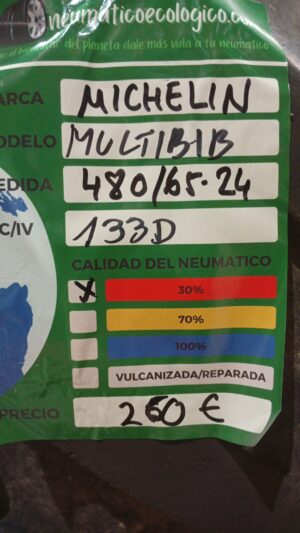 neumaticoecologico.co
del planeta dale más vida a tu neumático
ARCA MICHELIN
ODELO MULTIBIB
EDIDA 480/65-24
C/IV 133D
CALIDAD DEL NEUMATICO
X 30%
70%
100%
VULCANIZADA/REPARADA
PRECIO 260 €